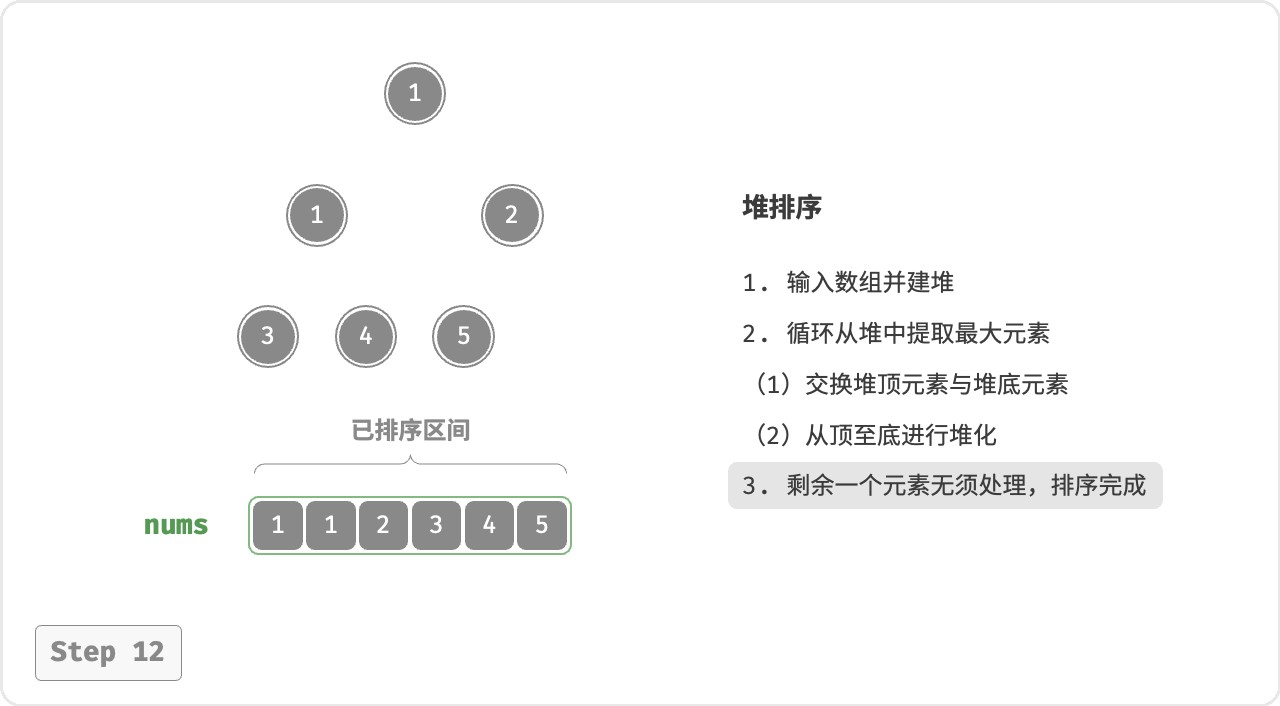 1
1 2
3 4 5
已排序区间
nums 1 1 2 3 4 5
Step 12
堆排序
1. 输入数组并建堆
2. 循环从堆中提取最大元素
（1）交换堆顶元素与堆底元素
（2）从顶至底进行堆化
3. 剩余一个元素无须处理，排序完成